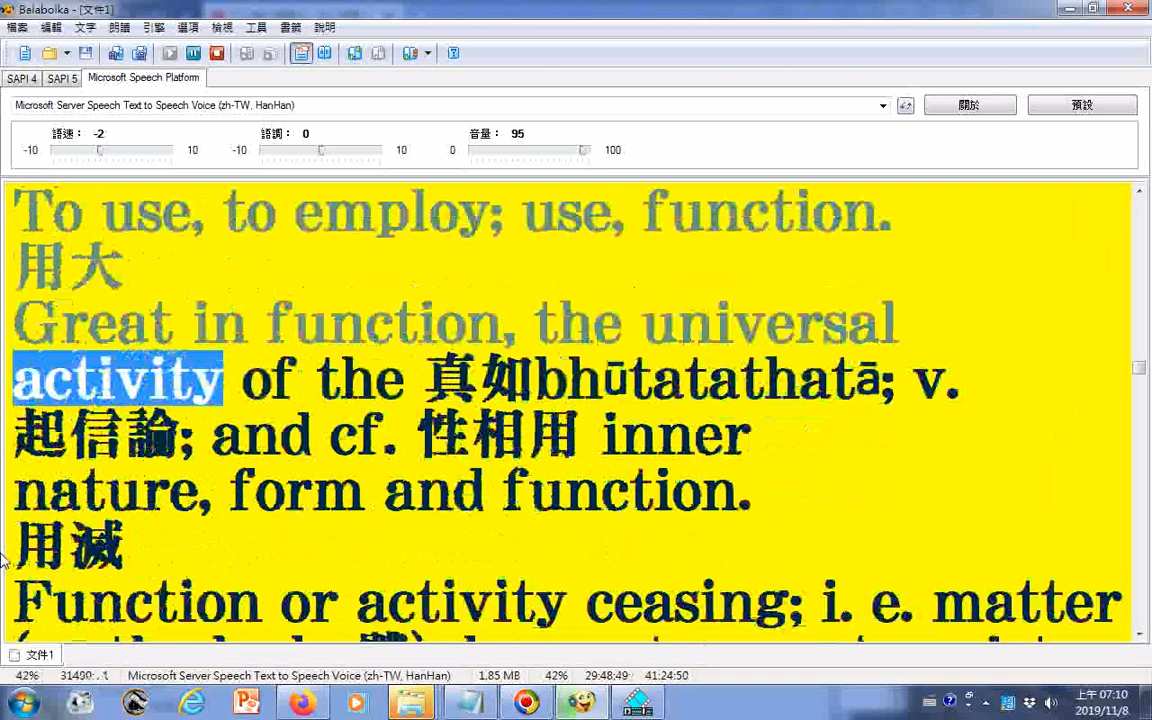 Balabolka - [文件1]
檔案 編輯 文字 朗讀 引擎 選項 檢視 工具 書籤 說明
SAPI 4 SAPI 5 Microsoft Speech Platform
Microsoft Server Speech Text to Speech Voice (zh-TW, HanHan)
關於 預設
語速： -2 語調： 0 音量： 95
-10 10 -10 10 0 100
To use, to employ; use, function.
用大
Great in function, the universal
activity of the 真如bhūtatathatā; v.
起信論; and cf. 性相用 inner
nature, form and function.
用滅
Function or activity ceasing; i. e. matter
文件1
42% Microsoft Server Speech Text to Speech Voice (zh-TW, HanHan) 1.85 MB 42% 29:48:49 41:24:50
上午 07:10
2019/11/8